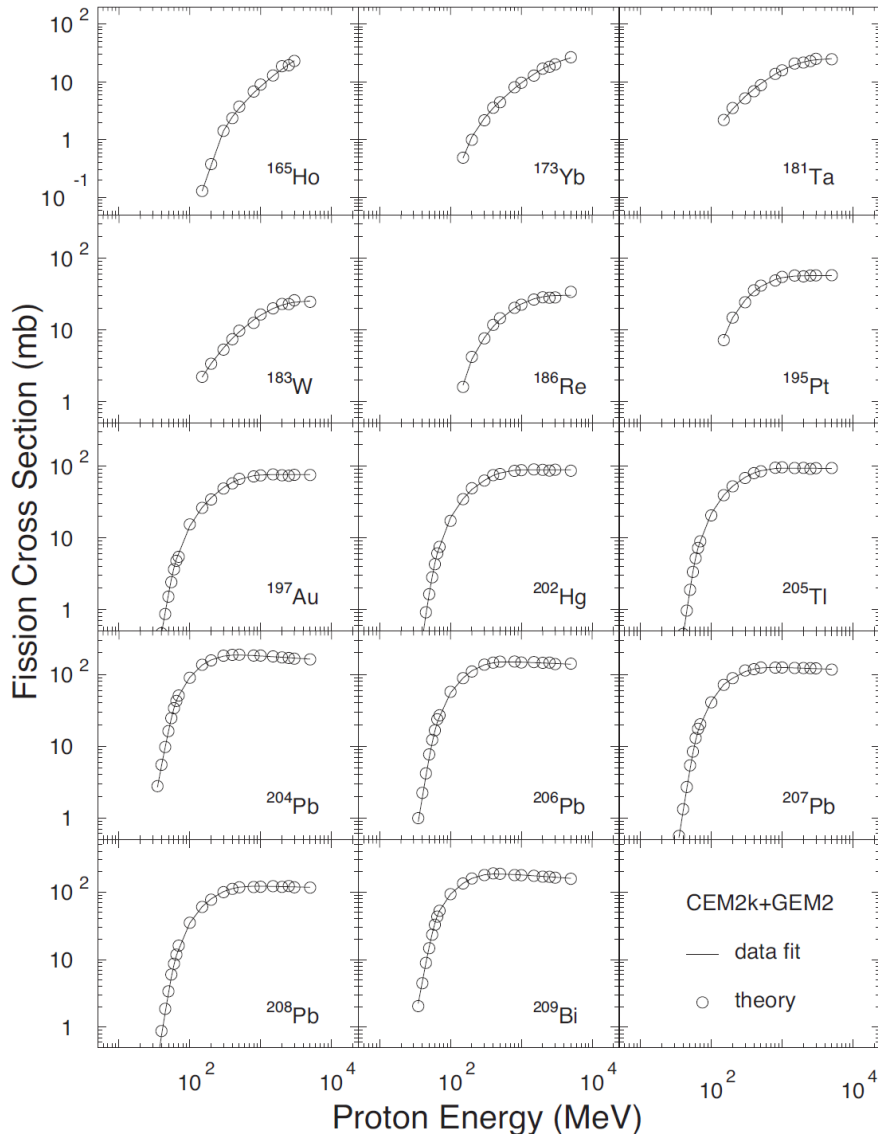 Fission Cross Section (mb)
10 2
10
1
10 -1
165Ho
173Yb
181Ta
10 2
10
1
183W
186Re
195Pt
10 2
10
1
197Au
202Hg
205Tl
10 2
10
1
204Pb
206Pb
207Pb
10 2
10
1
208Pb
209Bi
CEM2k+GEM2
data fit
theory
10 2
10 4
10 2
10 4
10 2
10 4
Proton Energy (MeV)